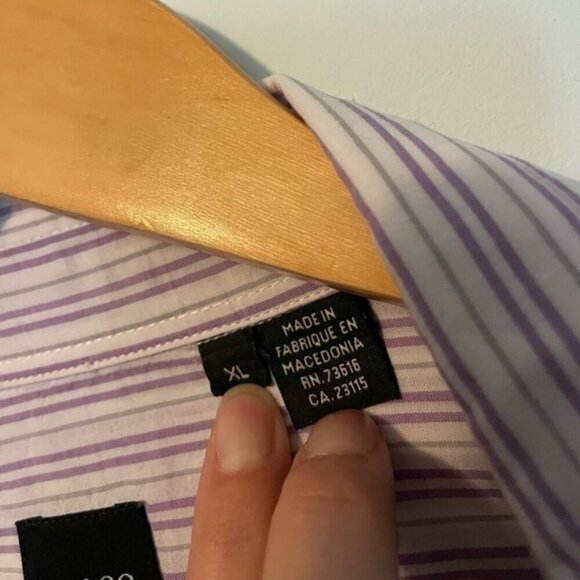 XL
MADE IN
FABRIQUE EN
MACEDONIA
RN.73616
CA.23115